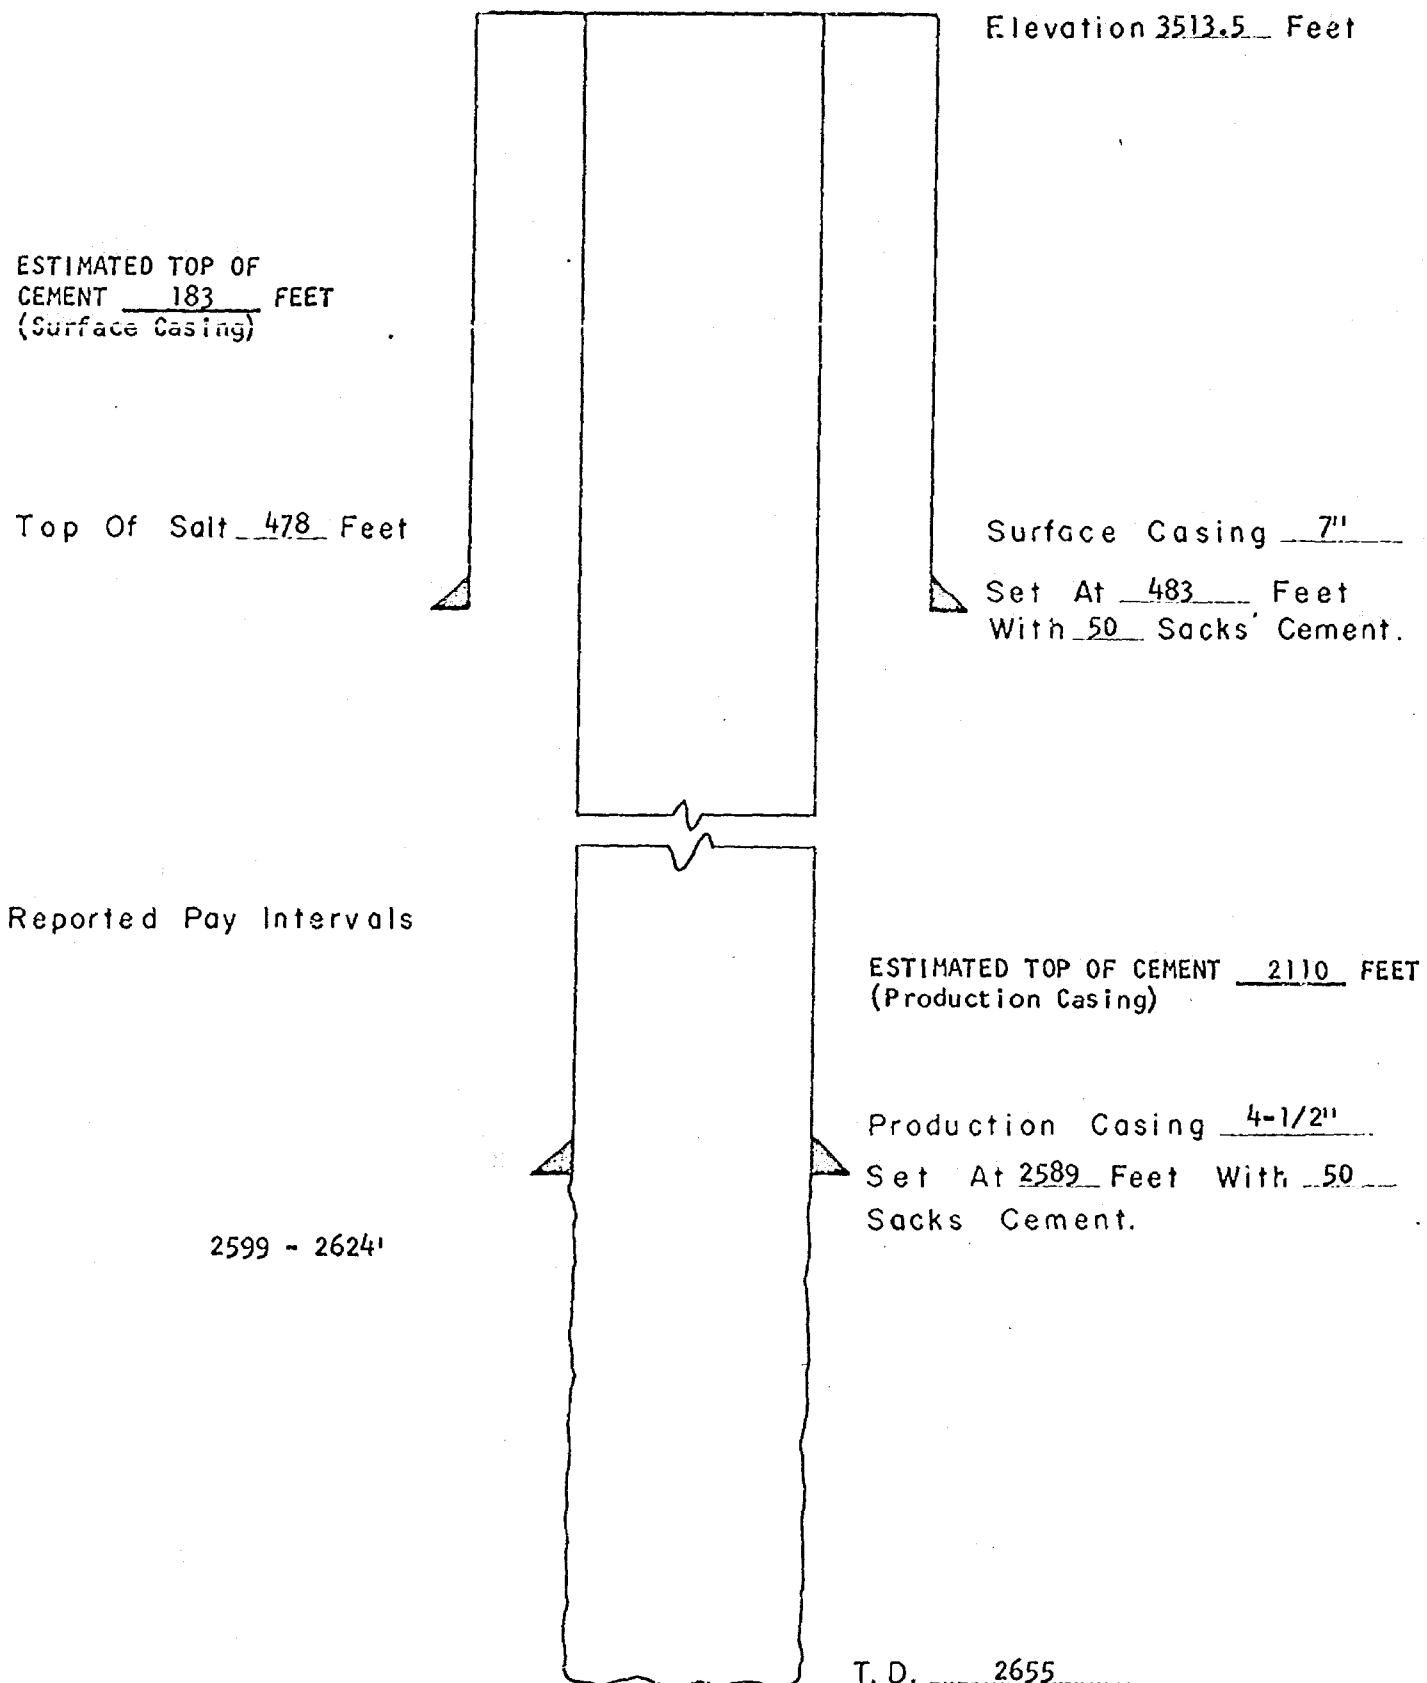 Elevation 3513.5 Feet
ESTIMATED TOP OF
CEMENT 183 FEET
(Surface Casing)
Top Of Salt 478 Feet
Surface Casing 7"
Set At 483 Feet
With 50 Sacks Cement.
Reported Pay Intervals
ESTIMATED TOP OF CEMENT 2110 FEET
(Production Casing)
Production Casing 4-1/2"
Set At 2589 Feet With 50
Sacks Cement.
2599 - 2624'
T.D. 2655